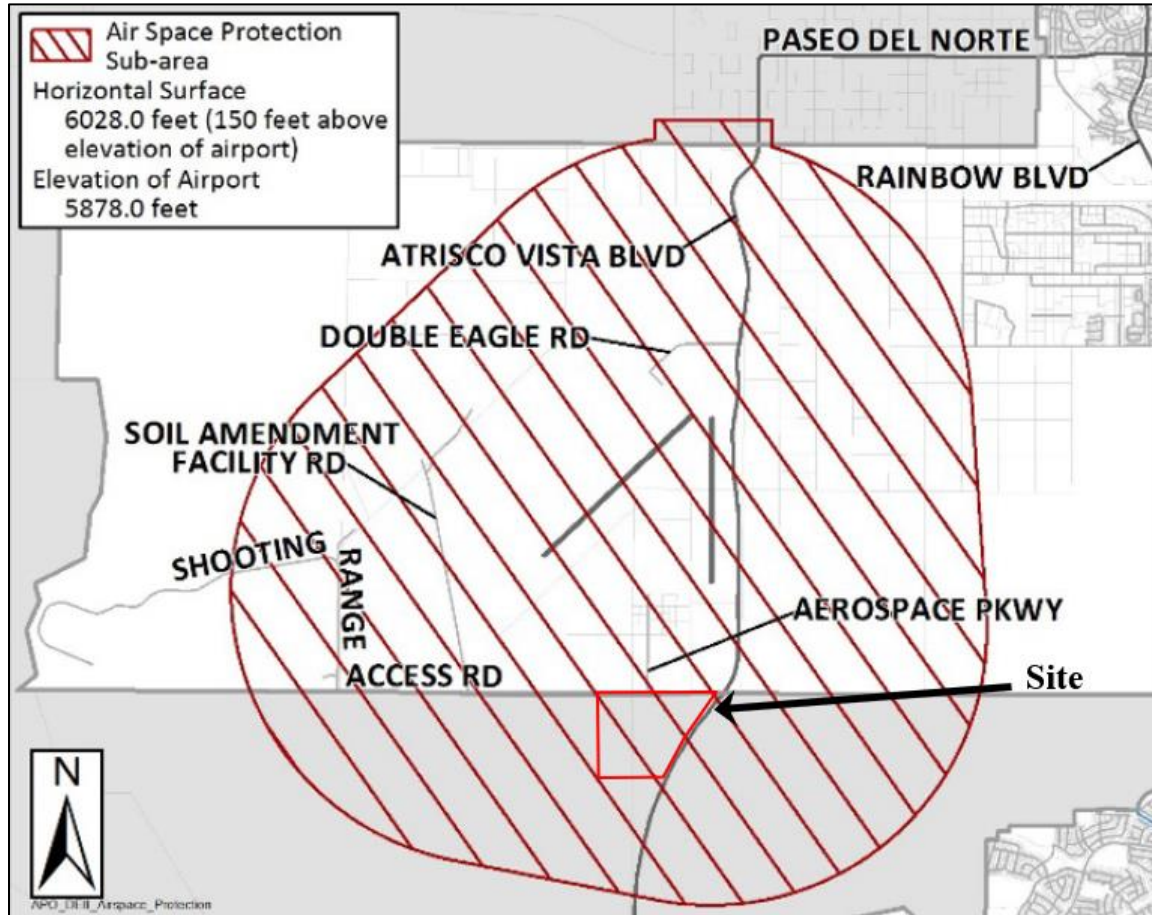 Air Space Protection
Sub-area
Horizontal Surface
6028.0 feet (150 feet above
elevation of airport)
Elevation of Airport
5878.0 feet
PASEO DEL NORTE
RAINBOW BLVD
ATRISCO VISTA BLVD
DOUBLE EAGLE RD
SOIL AMENDMENT
FACILITY RD
SHOOTING
RANGE
ACCESS RD
AEROSPACE PKWY
Site
N
APO_DEII_Airspace_Protection